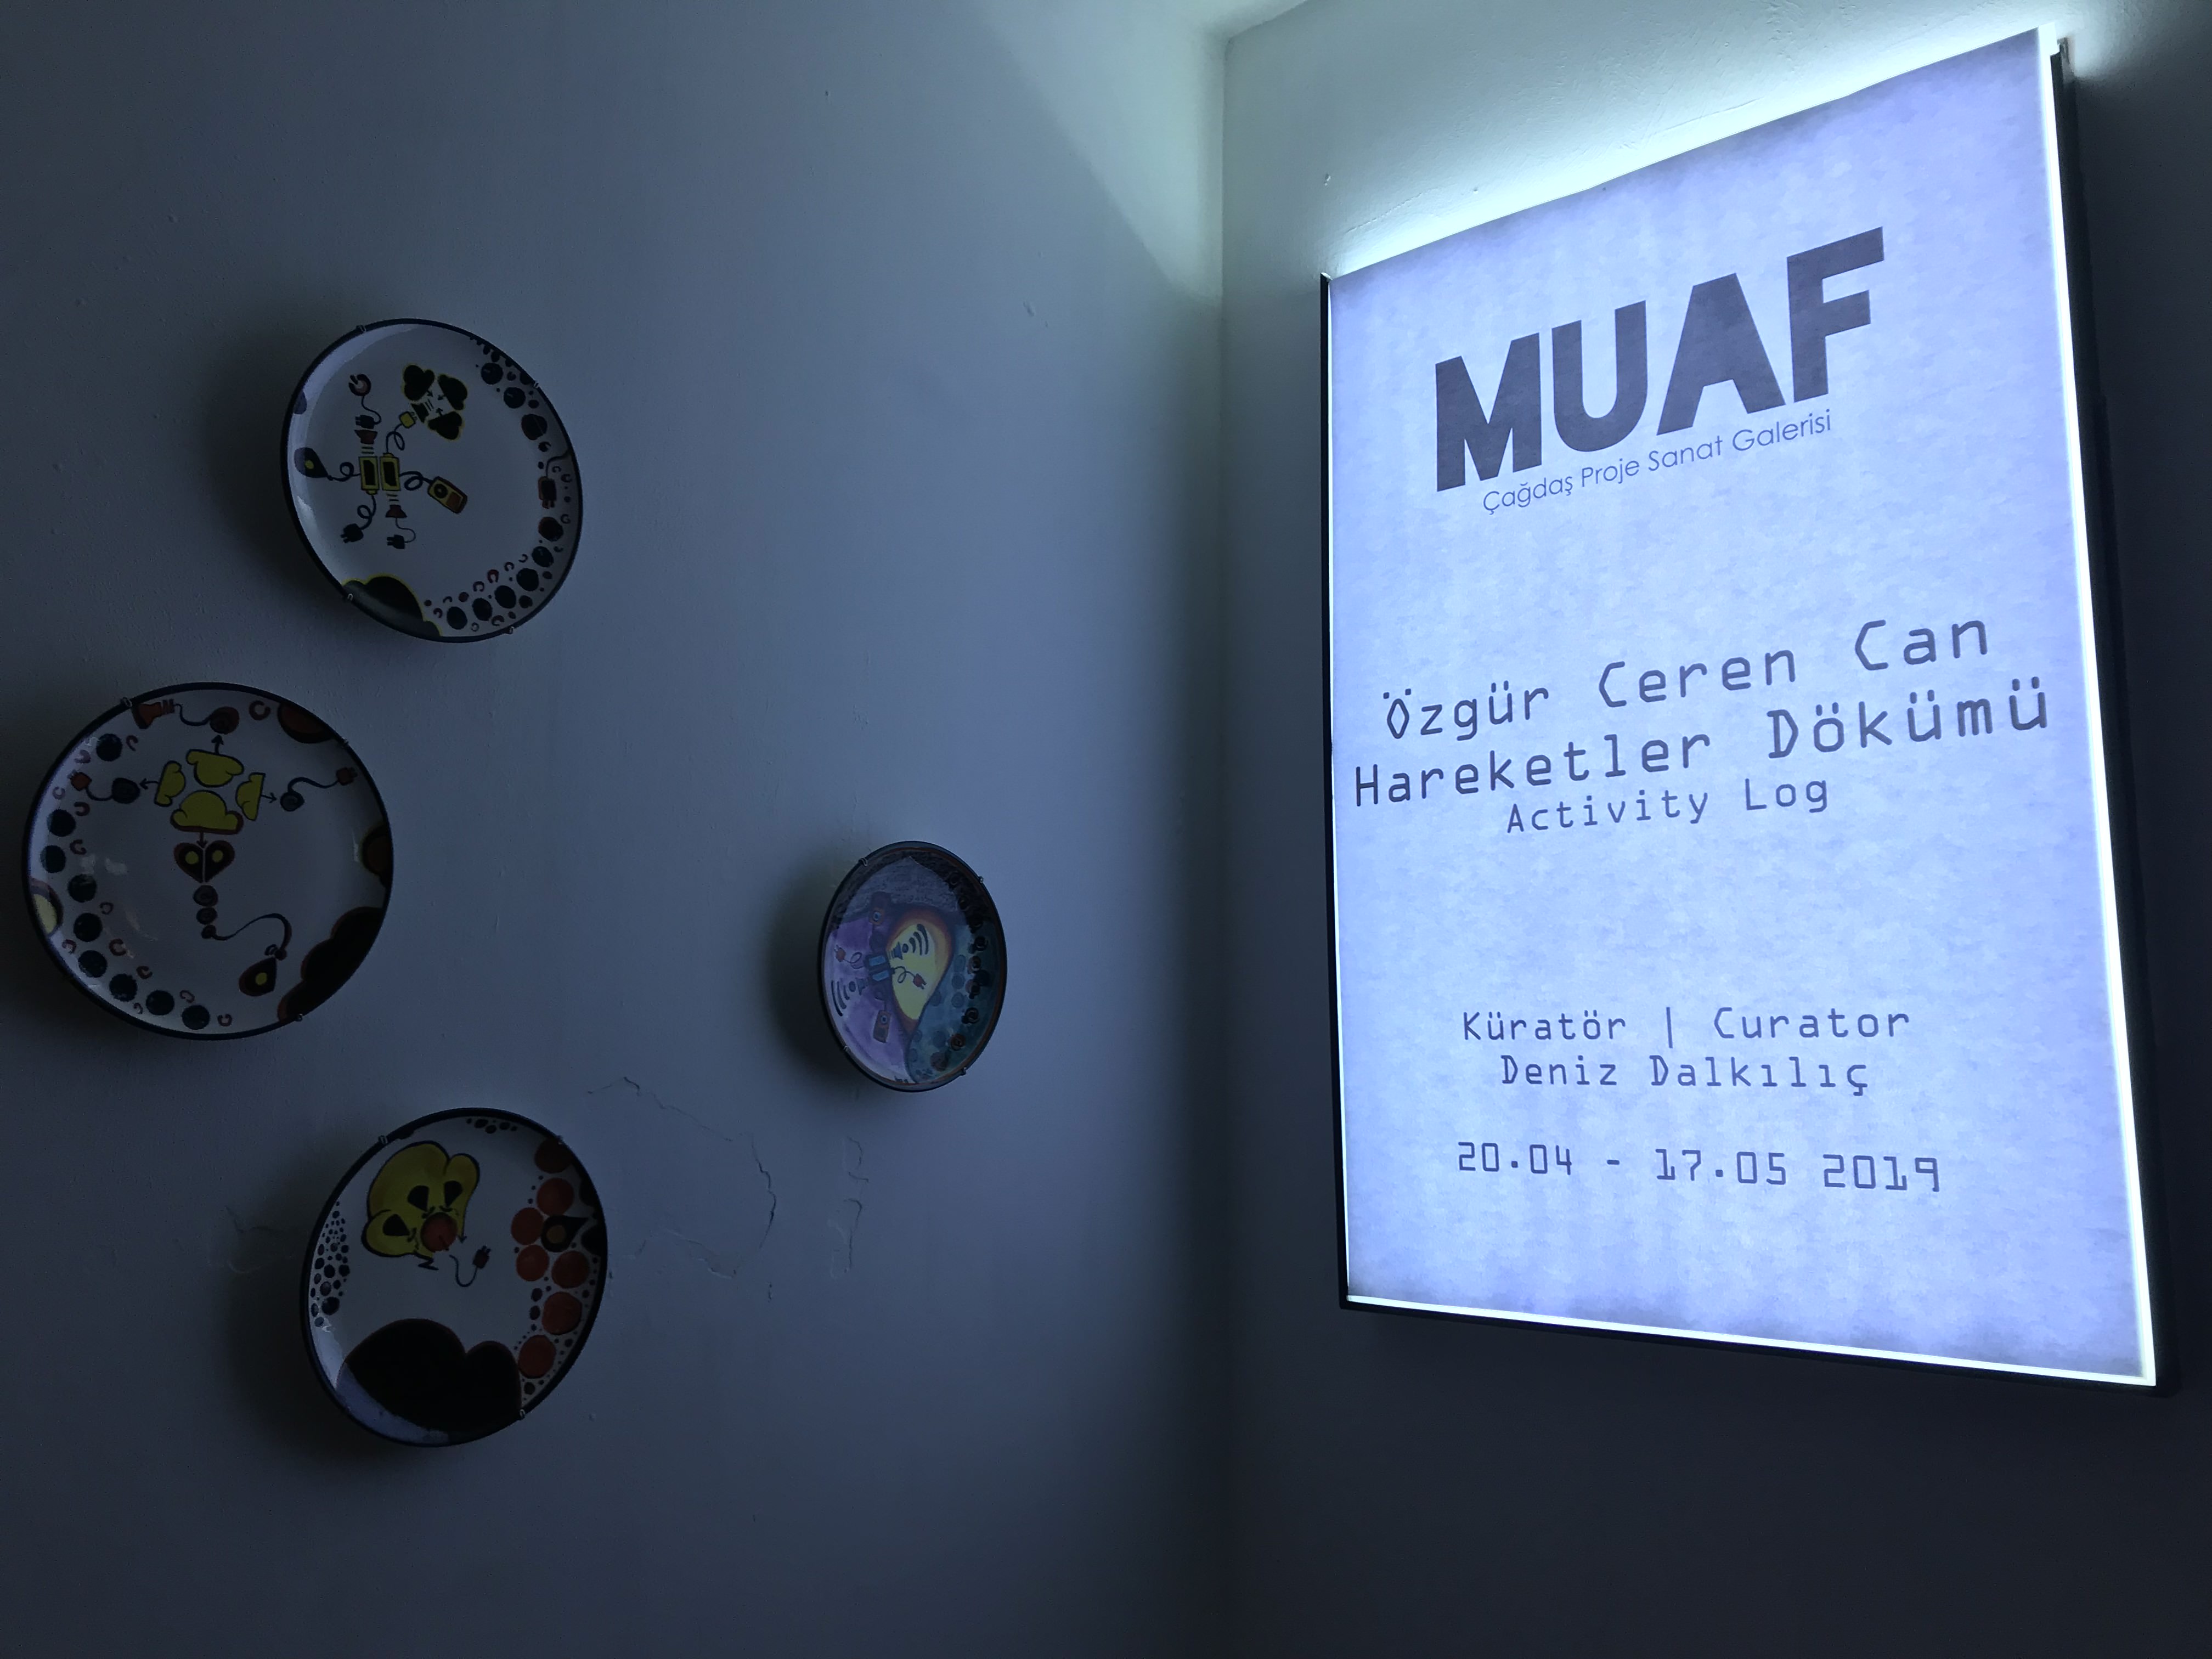 MUAF
Çağdaş Proje Sanat Galerisi
Özgür Ceren Can
Hareketler Dökümü
Activity Log
Küratör | Curator
Deniz Dalkılıç
20.04 - 17.05 2019